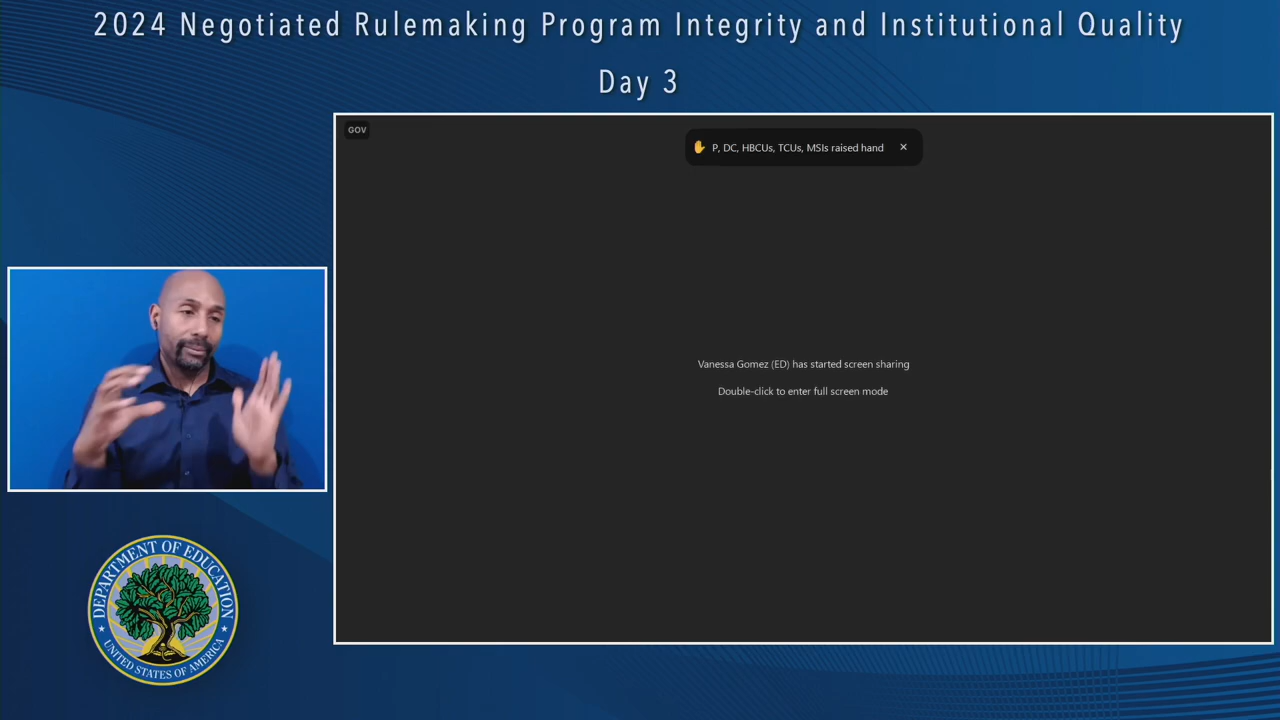 2024 Negotiated Rulemaking Program Integrity and Institutional Quality
Day 3
GOV
P, DC, HBCUs, TCUs, MSIs raised hand
Vanessa Gomez (ED) has started screen sharing
Double-click to enter full screen mode
DEPARTMENT OF EDUCATION
UNITED STATES OF AMERICA